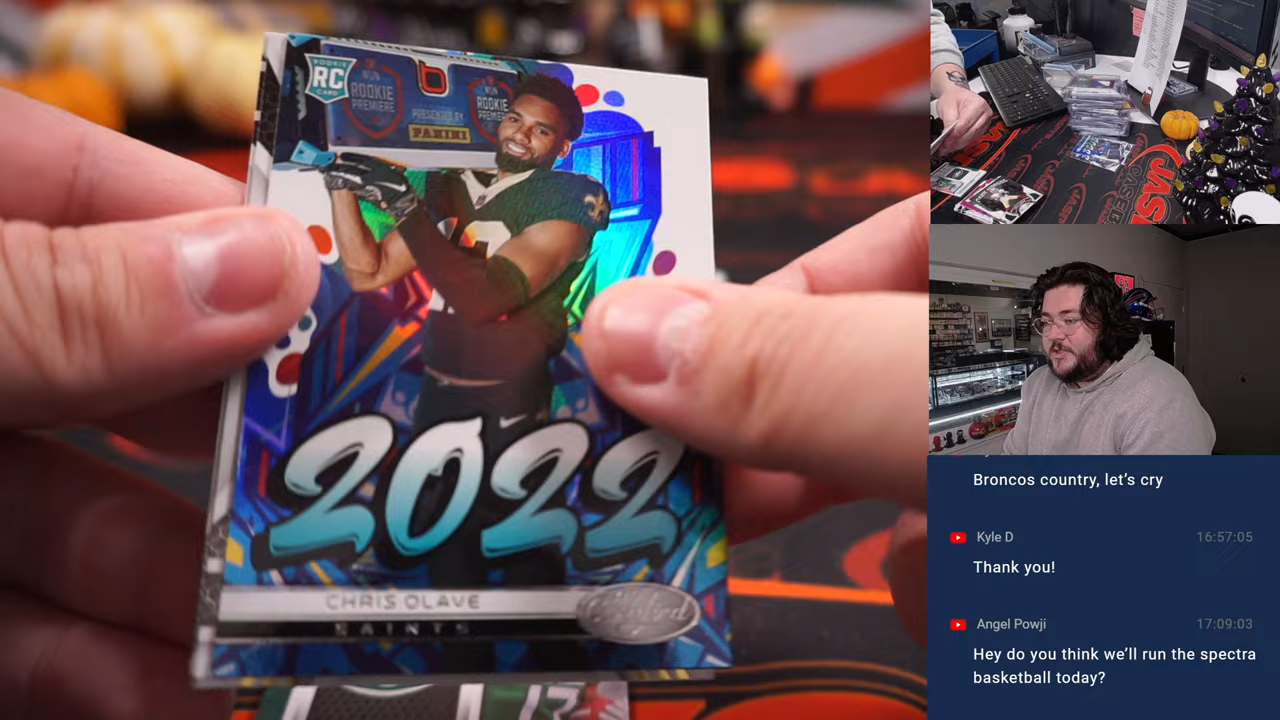 ROOKIE
RC
CARD
ROOKIE
PREMIERE
PRESENTED BY
PANINI
ROOKIE
PREMIERE
2022
CHRIS OLAVE
SAINTS
Certified
Broncos country, let's cry
Kyle D 16:57:05
Thank you!
Angel Powji 17:09:03
Hey do you think we'll run the spectra
basketball today?